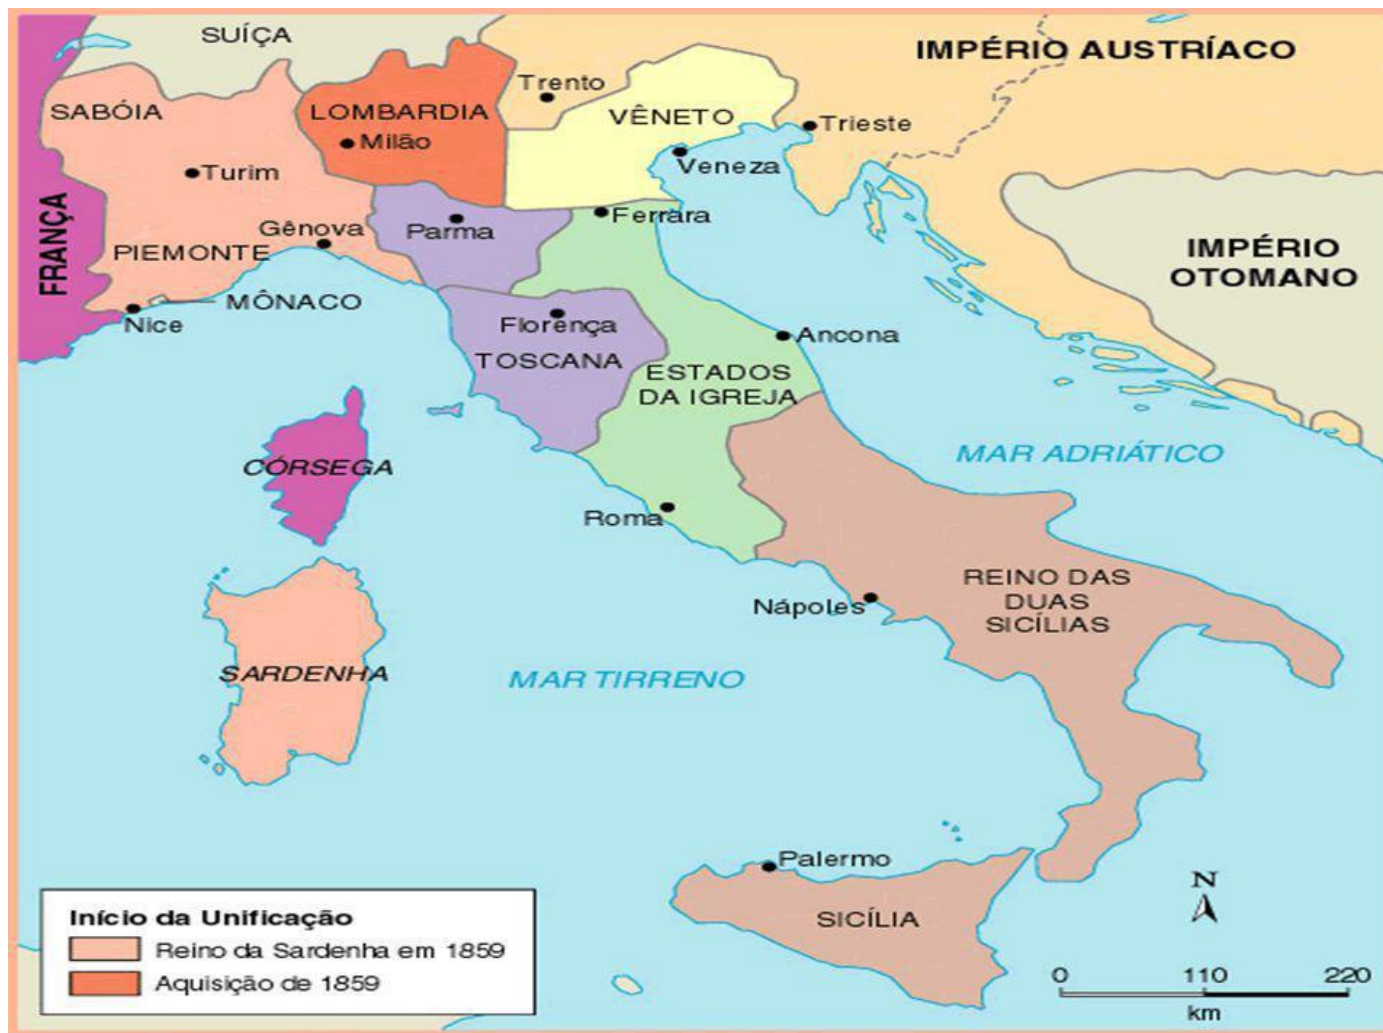 SUÍÇA
IMPÉRIO AUSTRÍACO
SABÓIA
LOMBARDIA
Trento
VÊNETO
Milão
Trieste
Turim
Veneza
FRANÇA
Parma
Ferrara
Gênova
PIEMONTE
IMPÉRIO
OTOMANO
MÔNACO
Nice
Florença
TOSCANA
Ancona
ESTADOS
DA IGREJA
CÓRSEGA
MAR ADRIÁTICO
Roma
REINO DAS
DUAS
SICÍLIAS
Nápoles
SARDENHA
MAR TIRRENO
Palermo
SICÍLIA
N
Início da Unificação
Reino da Sardenha em 1859
Aquisição de 1859
0 110 220
km